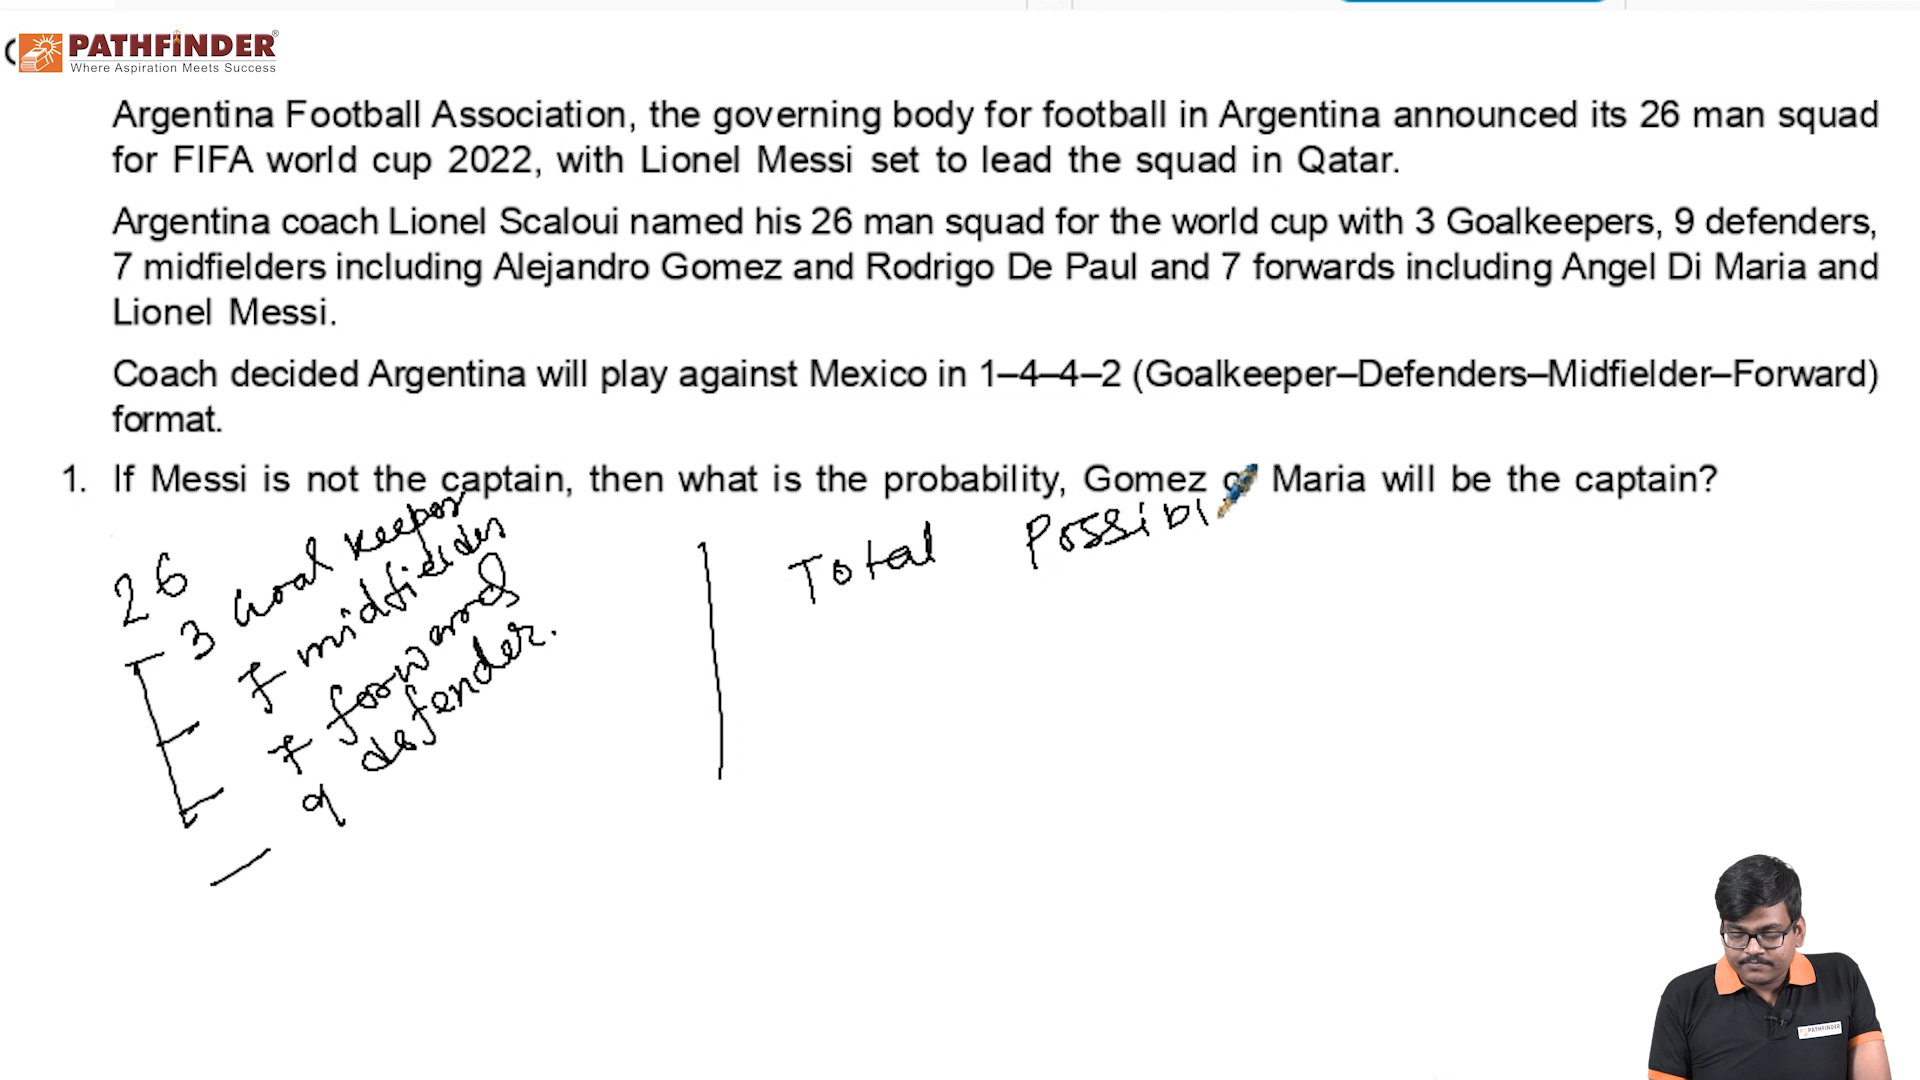 PATHFINDER
Where Aspiration Meets Success
Argentina Football Association, the governing body for football in Argentina announced its 26 man squad
for FIFA world cup 2022, with Lionel Messi set to lead the squad in Qatar.
Argentina coach Lionel Scaloui named his 26 man squad for the world cup with 3 Goalkeepers, 9 defenders,
7 midfielders including Alejandro Gomez and Rodrigo De Paul and 7 forwards including Angel Di Maria and
Lionel Messi.
Coach decided Argentina will play against Mexico in 1–4–4–2 (Goalkeeper–Defenders–Midfielder–Forward)
format.
1. If Messi is not the captain, then what is the probability, Gomez Maria will be the captain?
26
3 Goal keeper
7 midfielders
7 forwards
9 defender.
Total Possibl
PATHFINDER